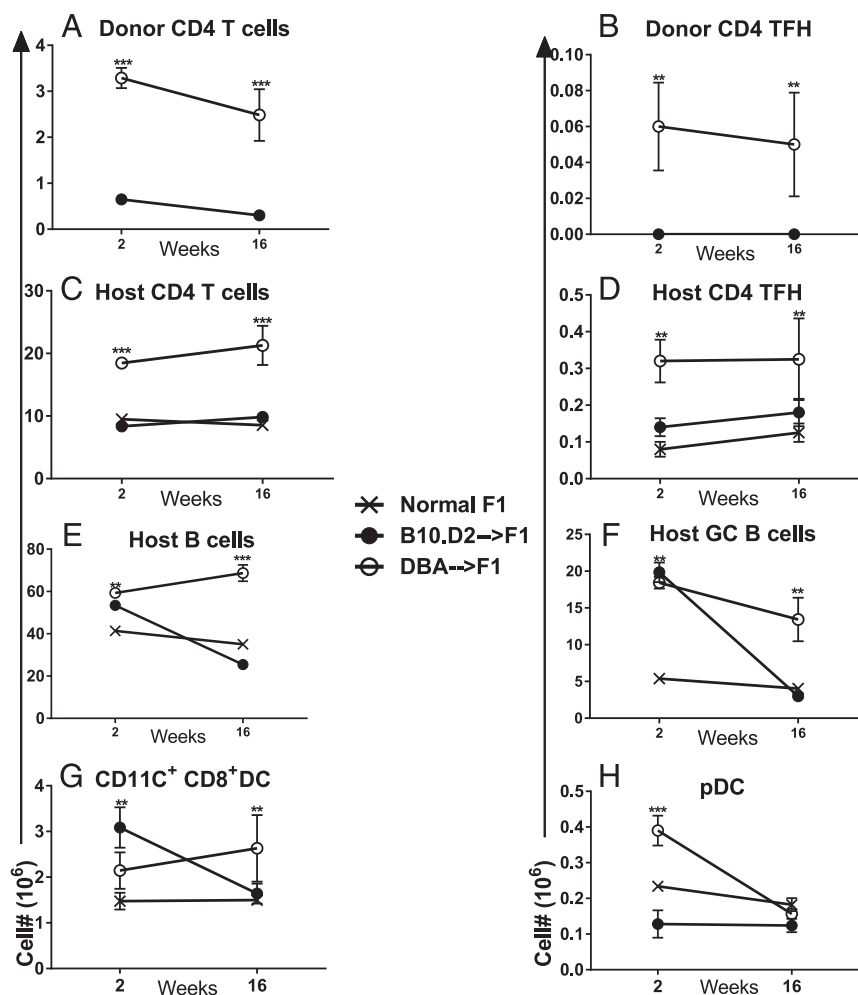 A Donor CD4 T cells
4
3
2
1
0
*** ***
2 Weeks 16
B Donor CD4 TFH
0.10
0.08
0.06
0.04
0.02
0.00
** **
2 Weeks 16
C Host CD4 T cells
30
20
10
0
*** ***
2 Weeks 16
D Host CD4 TFH
0.5
0.4
0.3
0.2
0.1
0.0
** **
2 Weeks 16
Normal F1
B10.D2-->F1
DBA-->F1
E Host B cells
80
60
40
20
0
** ***
2 Weeks 16
F Host GC B cells
25
20
15
10
5
0
** **
2 Weeks 16
G CD11C+ CD8+DC
4
3
2
1
0
** **
2 Weeks 16
Cell# (10⁶)
H pDC
0.5
0.4
0.3
0.2
0.1
0.0
***
2 Weeks 16
Cell# (10⁶)